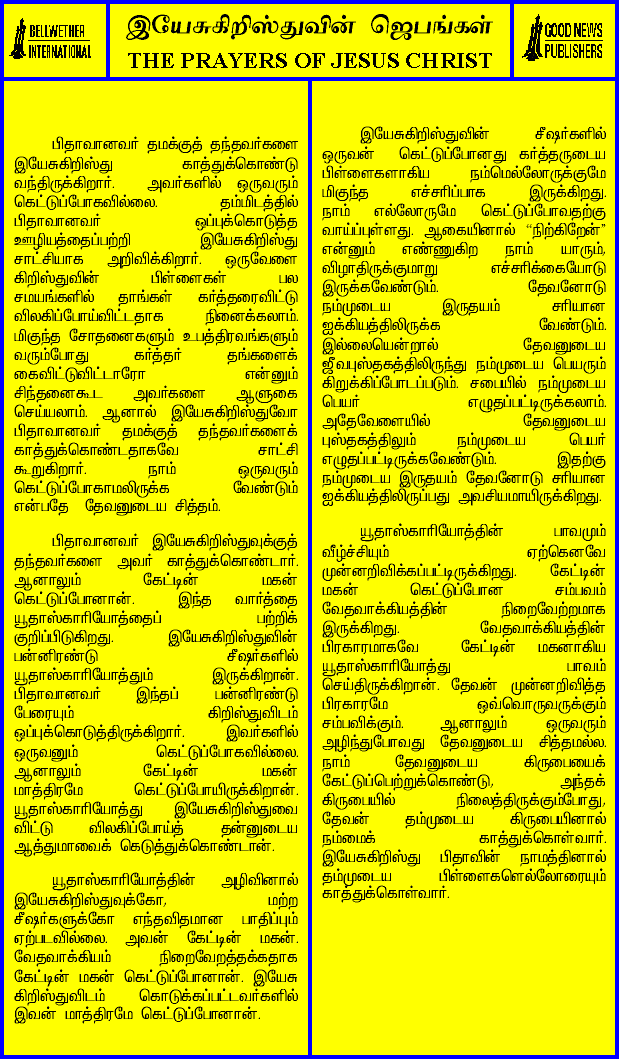 BELLWETHER
INTERNATIONAL
இயேசுகிறிஸ்துவின் ஜெபங்கள்
THE PRAYERS OF JESUS CHRIST
GOOD NEWS
PUBLISHERS
பிதாவானவர் தமக்குத் தந்தவர்களை
இயேசுகிறிஸ்து காத்துக்கொண்டு
வந்திருக்கிறார். அவர்களில் ஒருவரும்
கெட்டுப்போகவில்லை. தம்மிடத்தில்
பிதாவானவர் ஒப்புக்கொடுத்த
ஊழியத்தைப்பற்றி இயேசுகிறிஸ்து
சாட்சியாக அறிவிக்கிறார். ஒருவேளை
கிறிஸ்துவின் பிள்ளைகள் பல
சமயங்களில் தாங்கள் கர்த்தரைவிட்டு
விலகிப்போய்விட்டதாக நினைக்கலாம்.
மிகுந்த சோதனைகளும் உபத்திரவங்களும்
வரும்போது கர்த்தர் தங்களைக்
கைவிட்டுவிட்டாரோ என்னும்
சிந்தனைகூட அவர்களை ஆளுகை
செய்யலாம். ஆனால் இயேசுகிறிஸ்துவோ
பிதாவானவர் தமக்குத் தந்தவர்களைக்
காத்துக்கொண்டதாகவே சாட்சி
கூறுகிறார். நாம் ஒருவரும்
கெட்டுப்போகாமலிருக்க வேண்டும்
என்பதே தேவனுடைய சித்தம்.
பிதாவானவர் இயேசுகிறிஸ்துவுக்குத்
தந்தவர்களை அவர் காத்துக்கொண்டார்.
ஆனாலும் கேட்டின் மகன்
கெட்டுப்போனான். இந்த வார்த்தை
யூதாஸ்காரியோத்தைப் பற்றிக்
குறிப்பிடுகிறது. இயேசுகிறிஸ்துவின்
பன்னிரண்டு சீஷர்களில்
யூதாஸ்காரியோத்தும் இருக்கிறான்.
பிதாவானவர் இந்தப் பன்னிரண்டு
பேரையும் கிறிஸ்துவிடம்
ஒப்புக்கொடுத்திருக்கிறார். இவர்களில்
ஒருவனும் கெட்டுப்போகவில்லை.
ஆனாலும் கேட்டின் மகன்
மாத்திரமே கெட்டுப்போயிருக்கிறான்.
யூதாஸ்காரியோத்து இயேசுகிறிஸ்துவை
விட்டு விலகிப்போய்த் தன்னுடைய
ஆத்துமாவைக் கெடுத்துக்கொண்டான்.
யூதாஸ்காரியோத்தின் அழிவினால்
இயேசுகிறிஸ்துவுக்கோ, மற்ற
சீஷர்களுக்கோ எந்தவிதமான பாதிப்பும்
ஏற்படவில்லை. அவன் கேட்டின் மகன்.
வேதவாக்கியம் நிறைவேறத்தக்கதாக
கேட்டின் மகன் கெட்டுப்போனான். இயேசு
கிறிஸ்துவிடம் கொடுக்கப்பட்டவர்களில்
இவன் மாத்திரமே கெட்டுப்போனான்.
இயேசுகிறிஸ்துவின் சீஷர்களில்
ஒருவன் கெட்டுப்போனது கர்த்தருடைய
பிள்ளைகளாகிய நம்மெல்லோருக்குமே
மிகுந்த எச்சரிப்பாக இருக்கிறது.
நாம் எல்லோருமே கெட்டுப்போவதற்கு
வாய்ப்புள்ளது. ஆகையினால் “நிற்கிறேன்”
என்னும் எண்ணுகிற நாம் யாரும்,
விழாதிருக்குமாறு எச்சரிக்கையோடு
இருக்கவேண்டும். தேவனோடு
நம்முடைய இருதயம் சரியான
ஐக்கியத்திலிருக்க வேண்டும்.
இல்லையென்றால் தேவனுடைய
ஜீவபுஸ்தகத்திலிருந்து நம்முடைய பெயரும்
கிறுக்கிப்போடப்படும். சபையில் நம்முடைய
பெயர் எழுதப்பட்டிருக்கலாம்.
அதேவேளையில் தேவனுடைய
புஸ்தகத்திலும் நம்முடைய பெயர்
எழுதப்பட்டிருக்கவேண்டும். இதற்கு
நம்முடைய இருதயம் தேவனோடு சரியான
ஐக்கியத்திலிருப்பது அவசியமாயிருக்கிறது.
யூதாஸ்காரியோத்தின் பாவமும்
வீழ்ச்சியும் ஏற்கெனவே
முன்னறிவிக்கப்பட்டிருக்கிறது. கேட்டின்
மகன் கெட்டுப்போன சம்பவம்
வேதவாக்கியத்தின் நிறைவேற்றமாக
இருக்கிறது. வேதவாக்கியத்தின்
பிரகாரமாகவே கேட்டின் மகனாகிய
யூதாஸ்காரியோத்து பாவம்
செய்திருக்கிறான். தேவன் முன்னறிவித்த
பிரகாரமே ஒவ்வொருவருக்கும்
சம்பவிக்கும். ஆனாலும் ஒருவரும்
அழிந்துபோவது தேவனுடைய சித்தமல்ல.
நாம் தேவனுடைய கிருபையைக்
கேட்டுப்பெற்றுக்கொண்டு, அந்தக்
கிருபையில் நிலைத்திருக்கும்போது,
தேவன் தம்முடைய கிருபையினால்
நம்மைக் காத்துக்கொள்வார்.
இயேசுகிறிஸ்து பிதாவின் நாமத்தினால்
தம்முடைய பிள்ளைகளெல்லோரையும்
காத்துக்கொள்வார்.